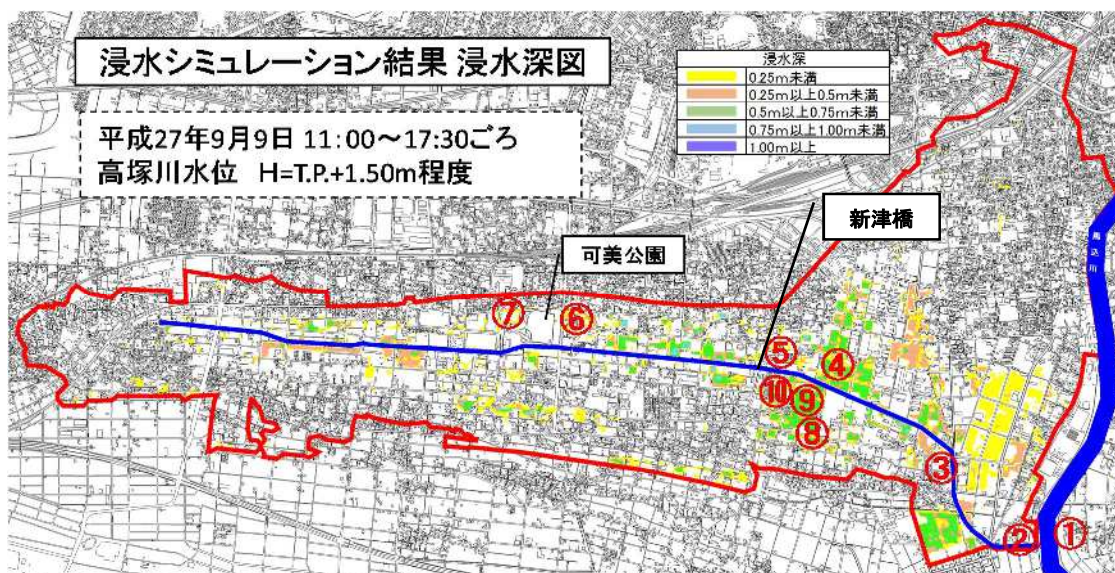 浸水シミュレーション結果 浸水深図
平成27年9月9日 11:00～17:30ごろ
高塚川水位 H=T.P.+1.50m程度
浸水深
0.25m未満
0.25m以上0.5m未満
0.5m以上0.75m未満
0.75m以上1.00m未満
1.00m以上
新津橋
可美公園
馬込川
⑦
⑥
⑤
④
⑩
⑨
⑧
③
②
①